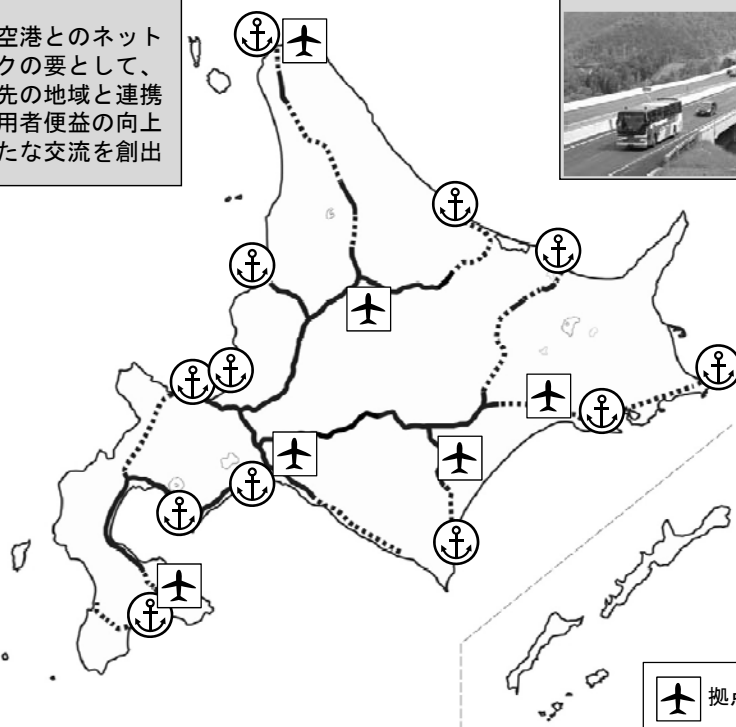 空港とのネット
クの要として、
先の地域と連携
用者便益の向上
たな交流を創出
拠点